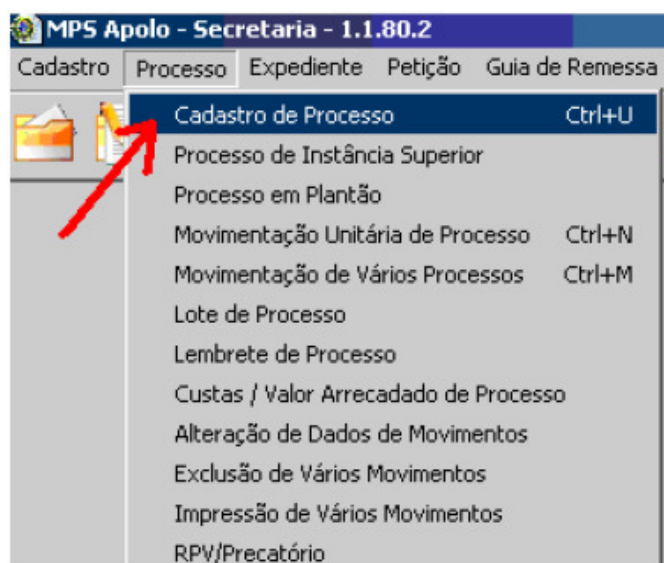 MPS Apolo - Secretaria - 1.1.80.2
Cadastro Processo Expediente Petição Guia de Remessa
Cadastro de Processo Ctrl+U
Processo de Instância Superior
Processo em Plantão
Movimentação Unitária de Processo Ctrl+N
Movimentação de Vários Processos Ctrl+M
Lote de Processo
Lembrete de Processo
Custas / Valor Arrecadado de Processo
Alteração de Dados de Movimentos
Exclusão de Vários Movimentos
Impressão de Vários Movimentos
RPV/Precatório